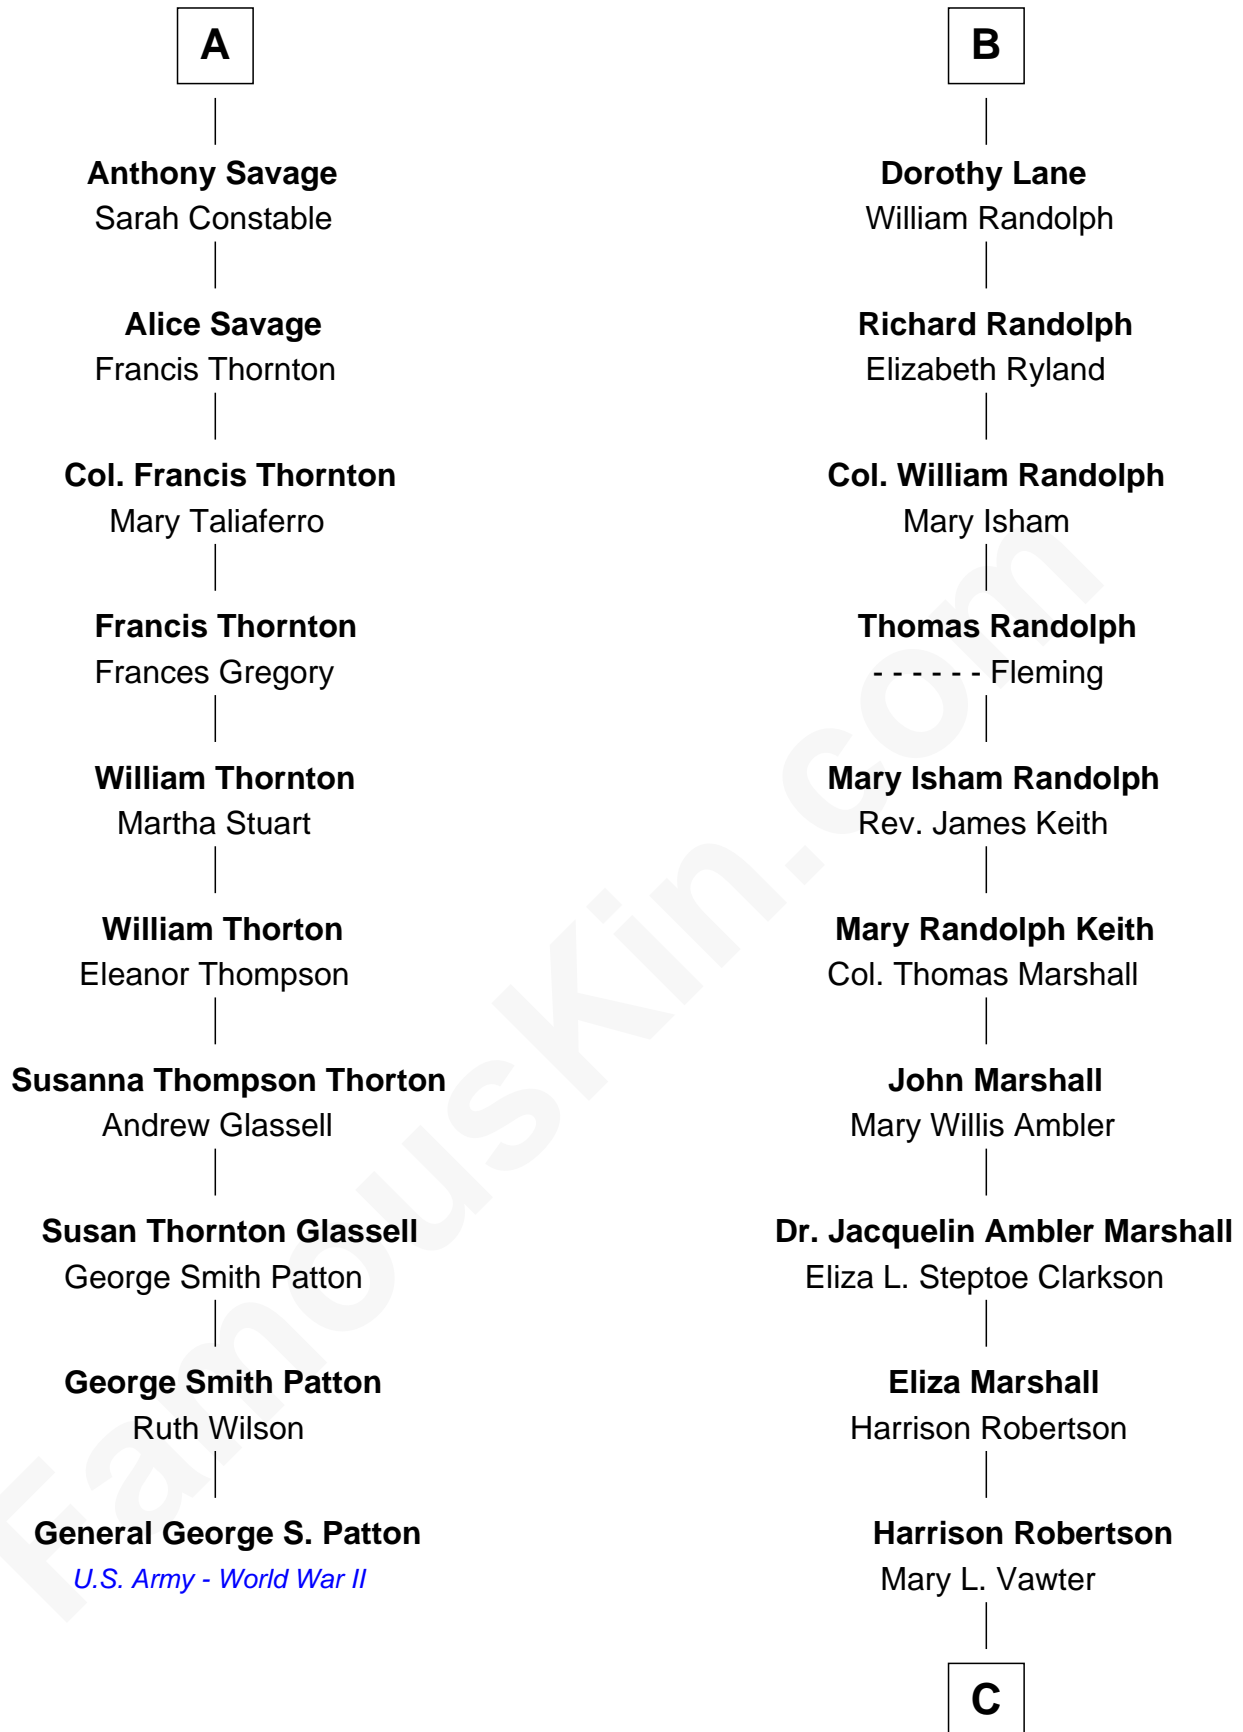 A
Anthony Savage
Sarah Constable
Alice Savage
Francis Thornton
Col. Francis Thornton
Mary Taliaferro
Francis Thornton
Frances Gregory
William Thornton
Martha Stuart
William Thorton
Eleanor Thompson
Susanna Thompson Thorton
Andrew Glassell
Susan Thornton Glassell
George Smith Patton
George Smith Patton
Ruth Wilson
General George S. Patton
U.S. Army - World War II
B
Dorothy Lane
William Randolph
Richard Randolph
Elizabeth Ryland
Col. William Randolph
Mary Isham
Thomas Randolph
- - - - - - Fleming
Mary Isham Randolph
Rev. James Keith
Mary Randolph Keith
Col. Thomas Marshall
John Marshall
Mary Willis Ambler
Dr. Jacquelin Ambler Marshall
Eliza L. Steptoe Clarkson
Eliza Marshall
Harrison Robertson
Harrison Robertson
Mary L. Vawter
C
FamousKin.com